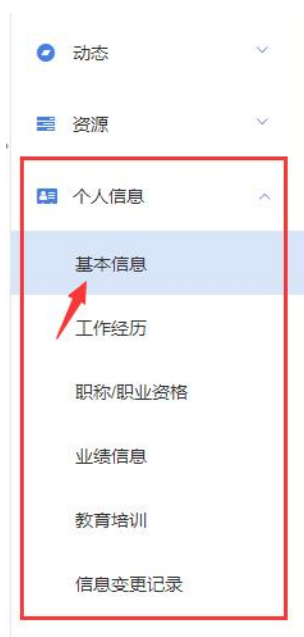 动态
资源
个人信息
基本信息
工作经历
职称/职业资格
业绩信息
教育培训
信息变更记录